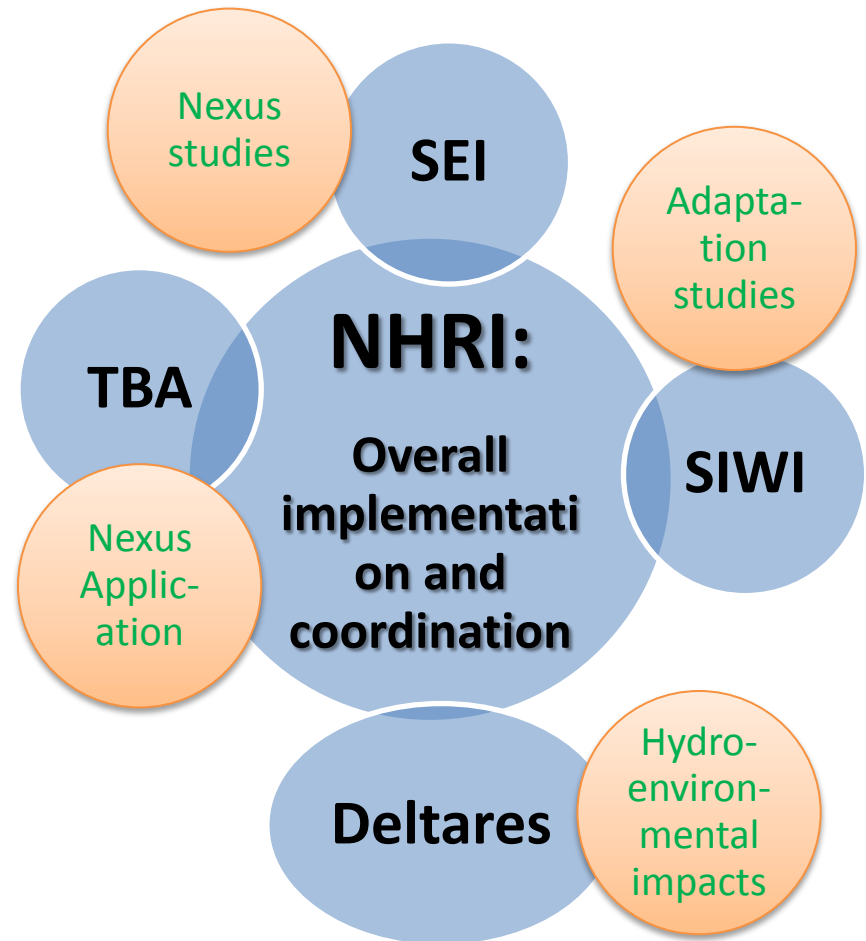 Nexus
studies
SEI
Adapta-
tion
studies
NHRI:
TBA
Overall
implementati
on and
coordination
SIWI
Nexus
Applic-
ation
Deltares
Hydro-
environ-
mental
impacts